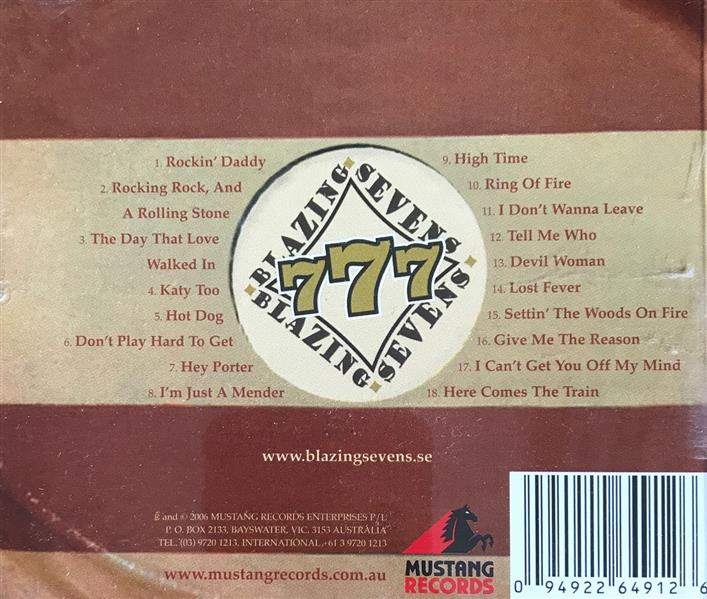 1. Rockin' Daddy
2. Rocking Rock, And
A Rolling Stone
3. The Day That Love
Walked In
4. Katy Too
5. Hot Dog
6. Don't Play Hard To Get
7. Hey Porter
8. I'm Just A Mender
BLAZING SEVENS
777
BLAZING SEVENS
9. High Time
10. Ring Of Fire
11. I Don't Wanna Leave
12. Tell Me Who
13. Devil Woman
14. Lost Fever
15. Settin' The Woods On Fire
16. Give Me The Reason
17. I Can't Get You Off My Mind
18. Here Comes The Train
www.blazingsevens.se
℗ and © 2006 MUSTANG RECORDS ENTERPRISES P/L
P. O. BOX 2133, BAYSWATER, VIC. 3153 AUSTRALIA
TEL. (03) 9720 1213. INTERNATIONAL +61 3 9720 1213
www.mustangrecords.com.au
MUSTANG
RECORDS
0 94922 64912 6